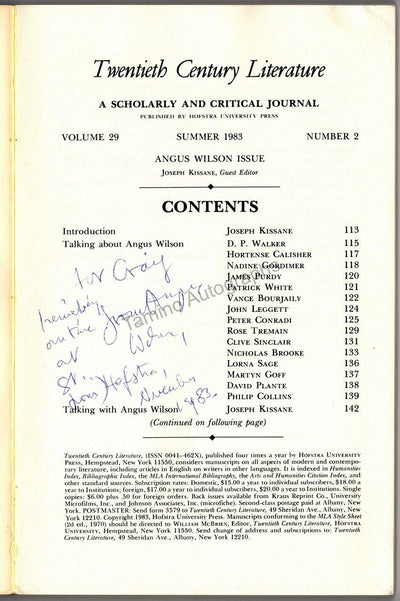 Twentieth Century Literature
A SCHOLARLY AND CRITICAL JOURNAL
PUBLISHED BY HOFSTRA UNIVERSITY PRESS
VOLUME 29 SUMMER 1983 NUMBER 2
ANGUS WILSON ISSUE
JOSEPH KISSANE, Guest Editor
CONTENTS
Introduction JOSEPH KISSANE 113
Talking about Angus Wilson D. P. WALKER 115
HORTENSE CALISHER 117
NADINE GORDIMER 118
JAMES PURDY 120
PATRICK WHITE 121
VANCE BOURJAILY 122
JOHN LEGGETT 124
PETER CONRADI 125
ROSE TREMAIN 129
CLIVE SINCLAIR 131
NICHOLAS BROOKE 133
LORNA SAGE 136
MARTYN GOFF 137
DAVID PLANTE 138
PHILIP COLLINS 139
Talking with Angus Wilson JOSEPH KISSANE 142
(Continued on following page)
for Craig
from Angus
on the
at
Hofstra,
83.
Tamino Autographs
Twentieth Century Literature, (ISSN 0041–462X), published four times a year by HOFSTRA UNIVERSITY
PRESS, Hempstead, New York 11550, considers manuscripts on all aspects of modern and contempo-
rary literature, including articles in English on writers in other languages. It is indexed in Humanities
Index, Bibliographic Index, the MLA International Bibliography, the Arts and Humanities Citation Index, and
other standard sources. Subscription rates: Domestic, $15.00 a year to individual subscribers, $18.00 a
year to Institutions; foreign, $17.00 a year to individual subscribers, $20.00 a year to Institutions. Single
copies: $6.00 plus .50 for foreign orders. Back issues available from Kraus Reprint Co., University
Microfilms, Inc., and Johnson Associates, Inc. (microfiche). Second-class postage paid at Albany, New
York. POSTMASTER: Send form 3579 to Twentieth Century Literature, 49 Sheridan Ave., Albany, New York
12210. Copyright 1983, Hofstra University Press. Manuscripts conforming to the MLA Style Sheet
(2d ed., 1970) should be directed to WILLIAM MCBRIEN, Editor, Twentieth Century Literature, HOFSTRA
UNIVERSITY, Hempstead, New York 11550. Send change of address and subscriptions to: Twentieth
Century Literature, 49 Sheridan Ave., Albany, New York 12210.